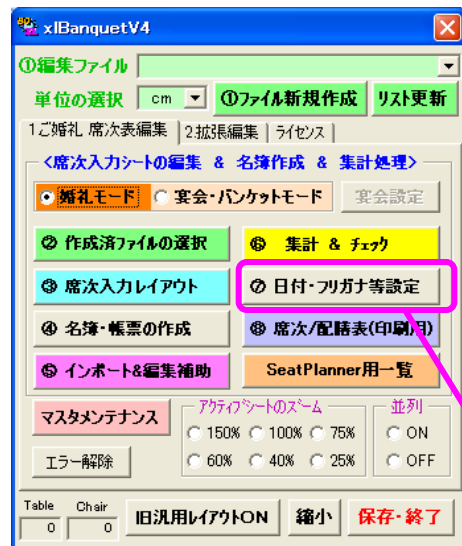 xlBanquetV4
①編集ファイル
単位の選択 cm ①ファイル新規作成 リスト更新
1ご婚礼 席次表編集 2拡張編集 ライセンス
<席次入力シートの編集 & 名簿作成 & 集計処理>
婚礼モード 宴会・バンケットモード 宴会設定
② 作成済ファイルの選択 ⑥ 集計 & チェック
③ 席次入力レイアウト ⑦ 日付・フリガナ等設定
④ 名簿・帳票の作成 ⑧ 席次/配膳表(印刷用)
⑤ インポート&編集補助 SeatPlanner用一覧
マスタメンテナンス アクティブシートのズーム 並列
150% 100% 75% ON
エラー解除 60% 40% 25% OFF
Table Chair
0 0 旧汎用レイアウトON 縮小 保存・終了